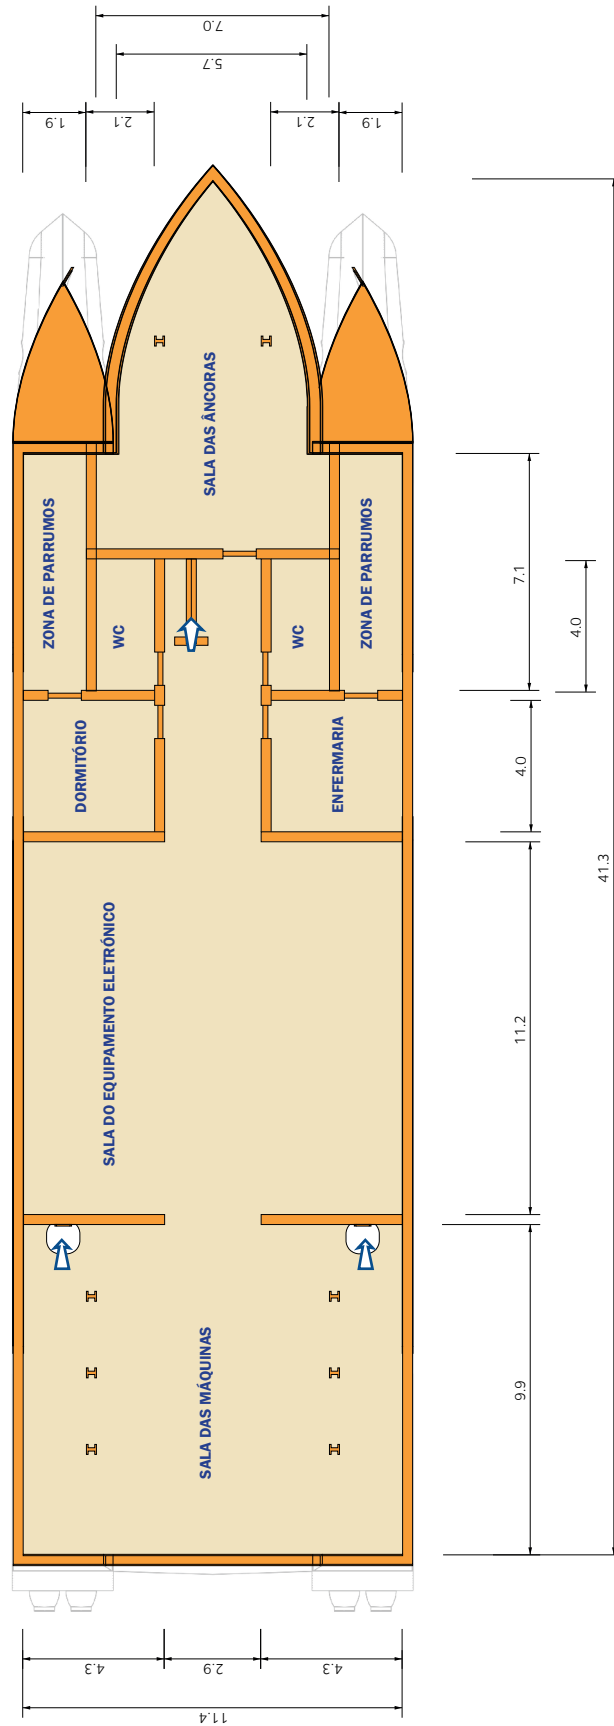 7.0
5.7
1.9
2.1
2.1
1.9
SALA DAS ÂNCORAS
ZONA DE PARRUMOS
WC
WC
ZONA DE PARRUMOS
7.1
4.0
DORMITÓRIO
ENFERMARIA
4.0
41.3
SALA DO EQUIPAMENTO ELETRÓNICO
11.2
SALA DAS MÁQUINAS
9.9
4.3
2.9
4.3
11.4